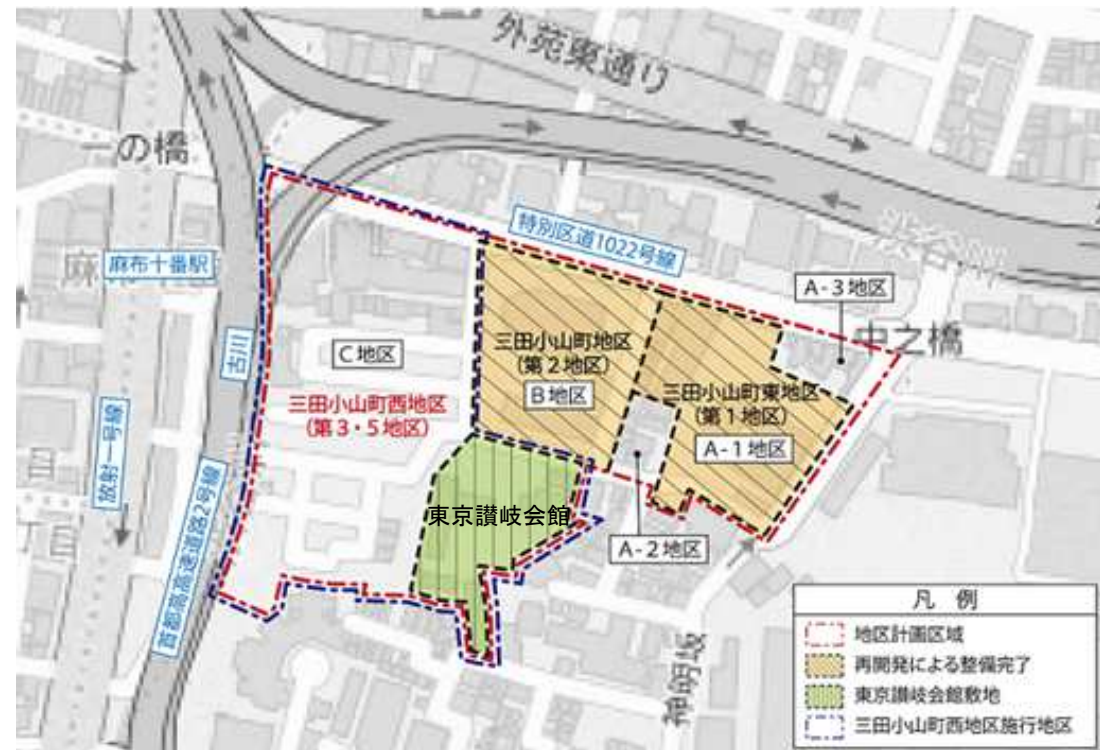 外苑東通り
一の橋
特別区道1022号線
麻布十番駅
A-3地区
中之橋
古川
C地区
三田小山町西地区
(第3・5地区)
三田小山町地区
(第2地区)
B地区
三田小山町東地区
(第1地区)
A-1地区
放射一号線
東京讃岐会館
A-2地区
首都高高速道路2号線
神明坂
凡 例
地区計画区域
再開発による整備完了
東京讃岐会館敷地
三田小山町西地区施行地区